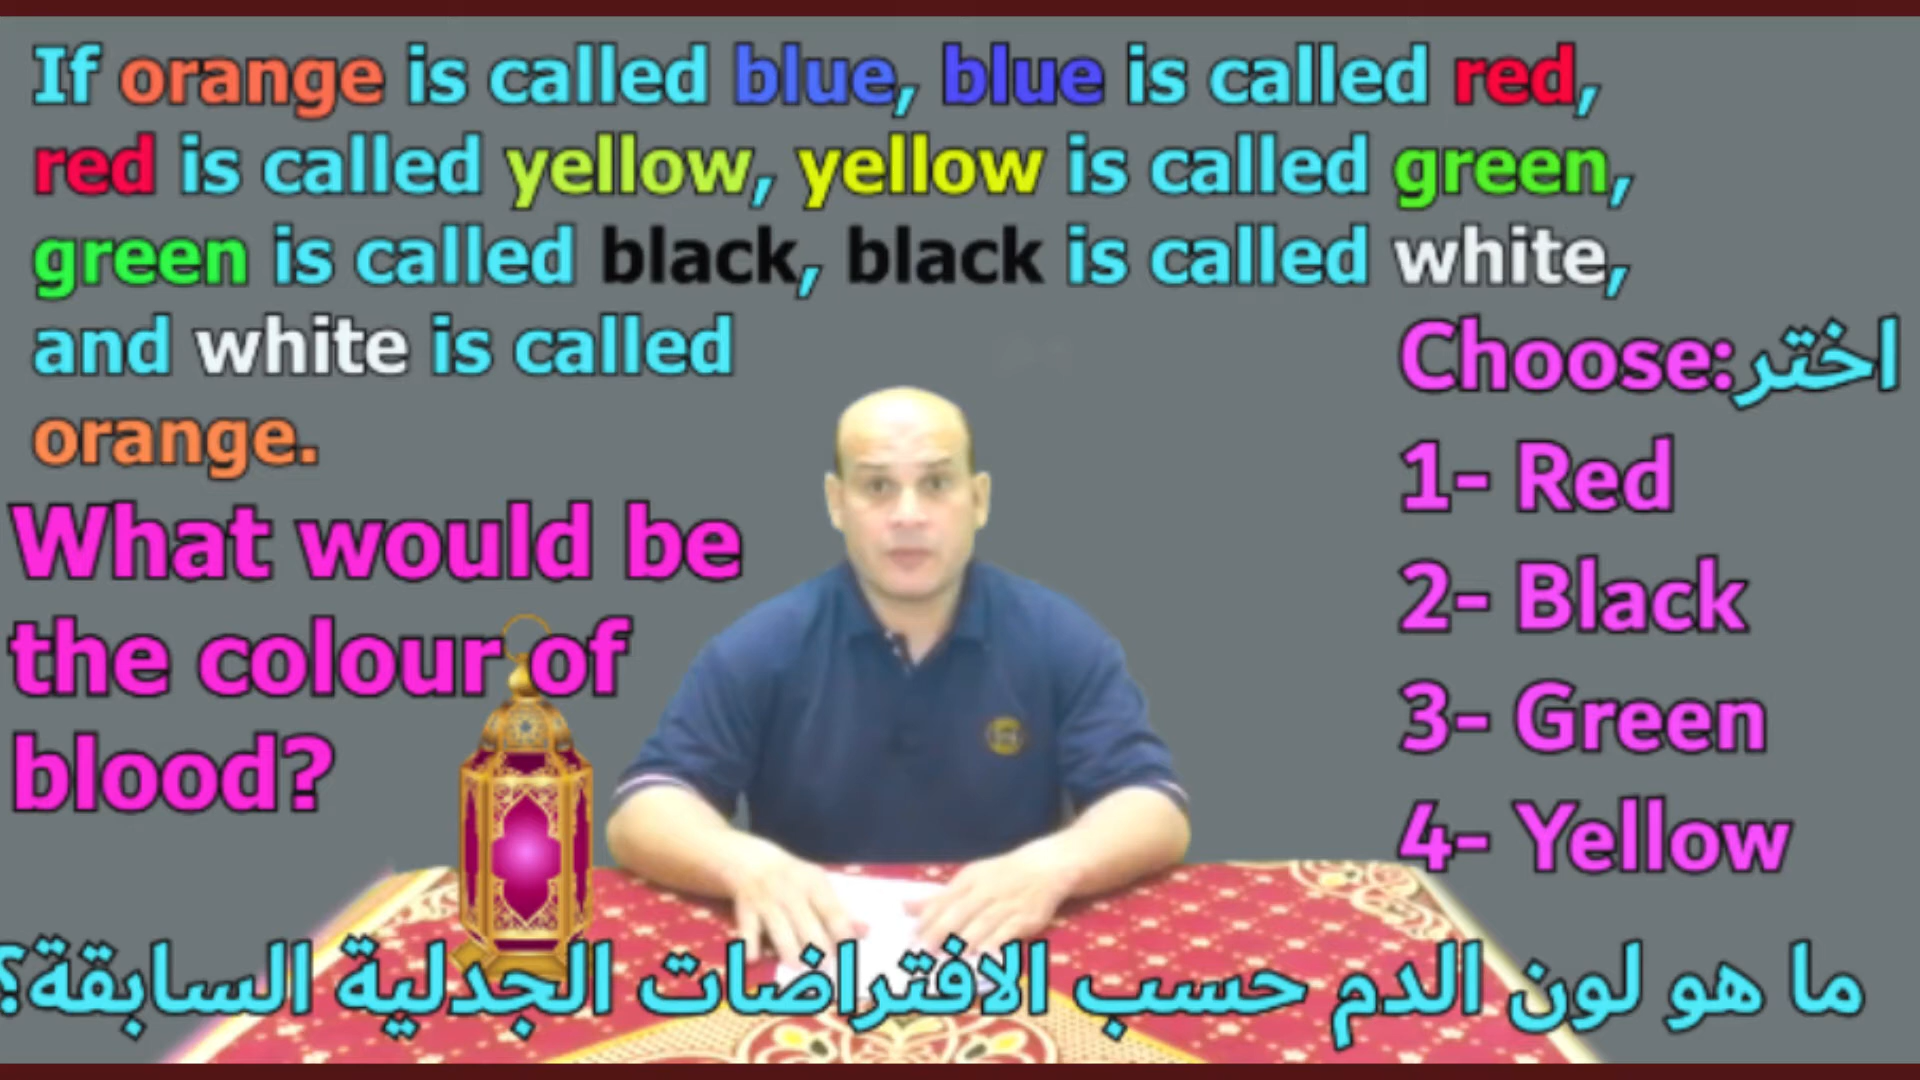 If orange is called blue, blue is called red,
red is called yellow, yellow is called green,
green is called black, black is called white,
and white is called
orange.
What would be
the colour of
blood?
Choose:اختر
1- Red
2- Black
3- Green
4- Yellow
ما هو لون الدم حسب الافتراضات الجدلية السابقة؟